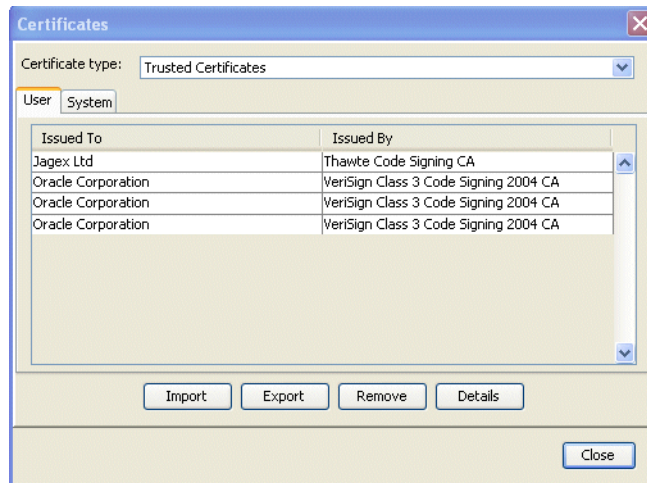 Certificates
Certificate type: Trusted Certificates
User System
Issued To Issued By
Jagex Ltd Thawte Code Signing CA
Oracle Corporation VeriSign Class 3 Code Signing 2004 CA
Oracle Corporation VeriSign Class 3 Code Signing 2004 CA
Oracle Corporation VeriSign Class 3 Code Signing 2004 CA
Import Export Remove Details
Close